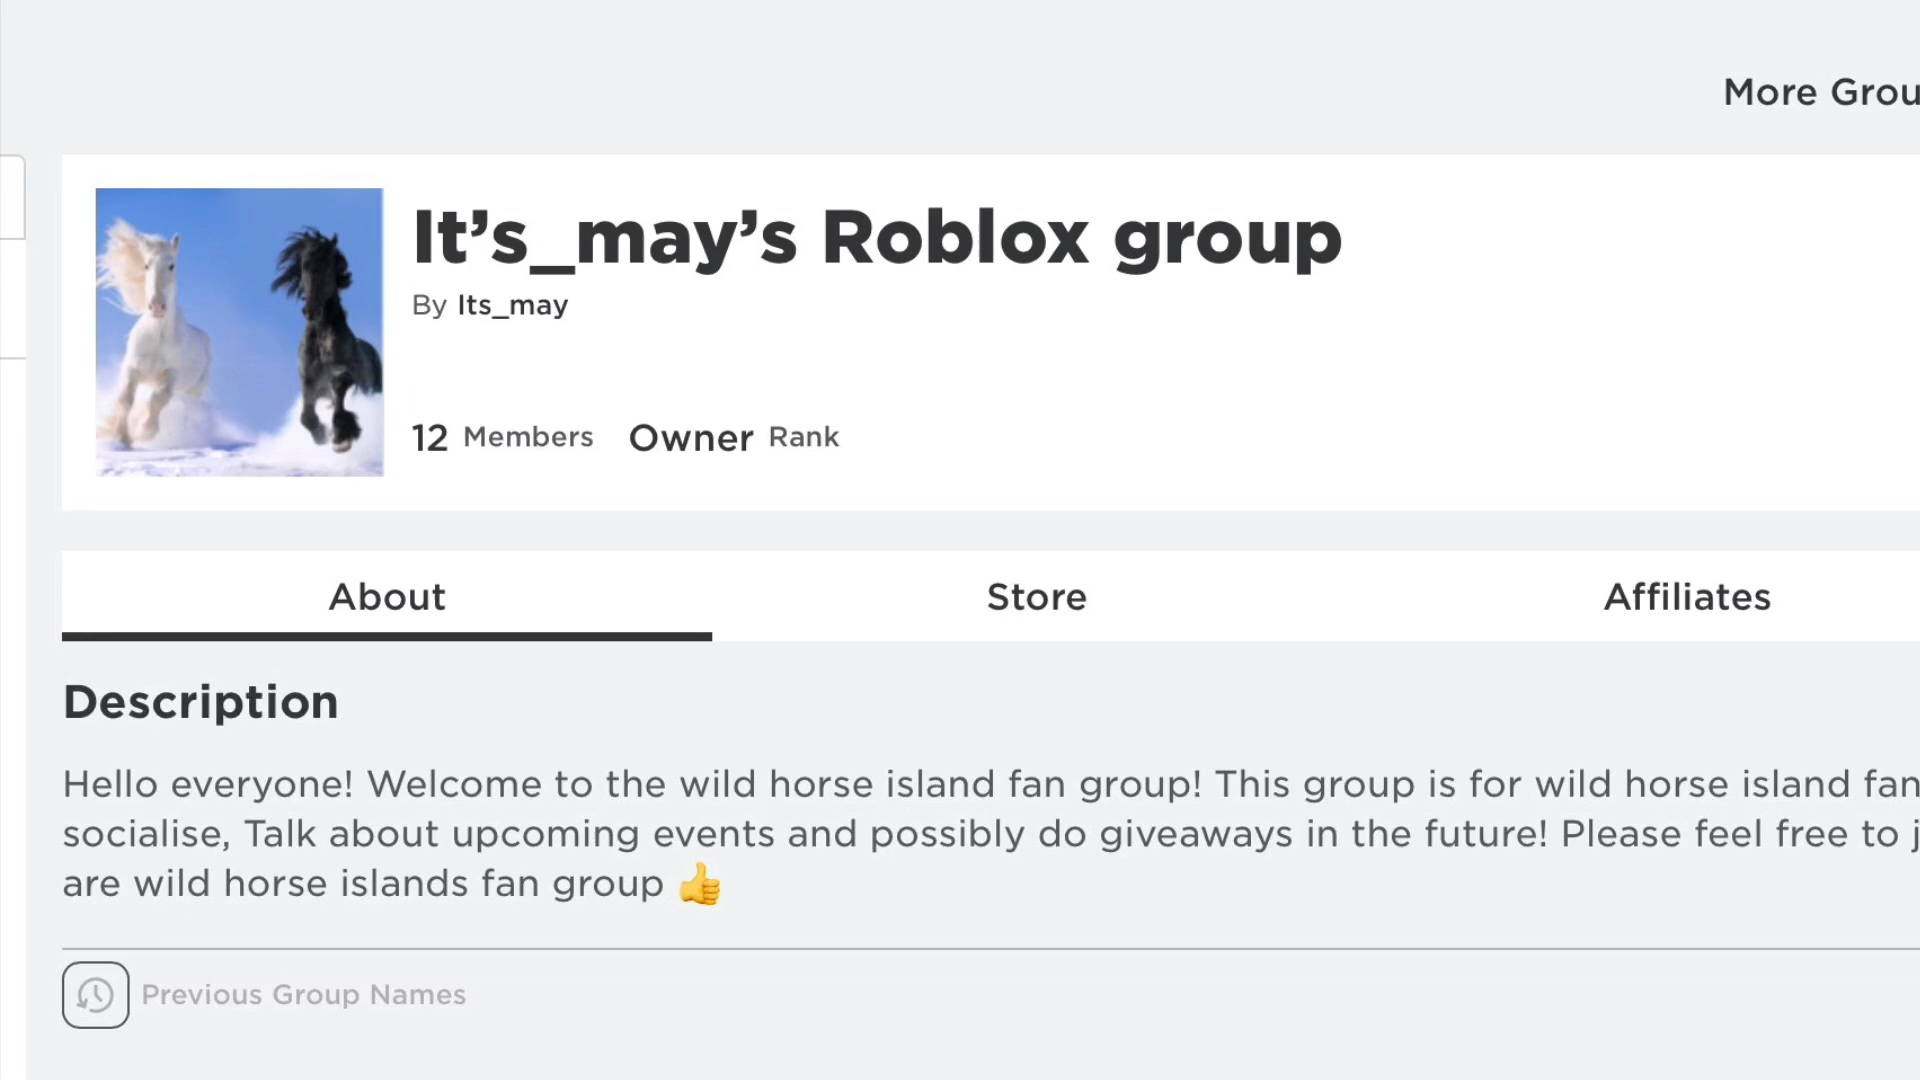 More Grou
It’s_may’s Roblox group
By Its_may
12 Members Owner Rank
About Store Affiliates
Description
Hello everyone! Welcome to the wild horse island fan group! This group is for wild horse island fan
socialise, Talk about upcoming events and possibly do giveaways in the future! Please feel free to j
are wild horse islands fan group 👍
Previous Group Names